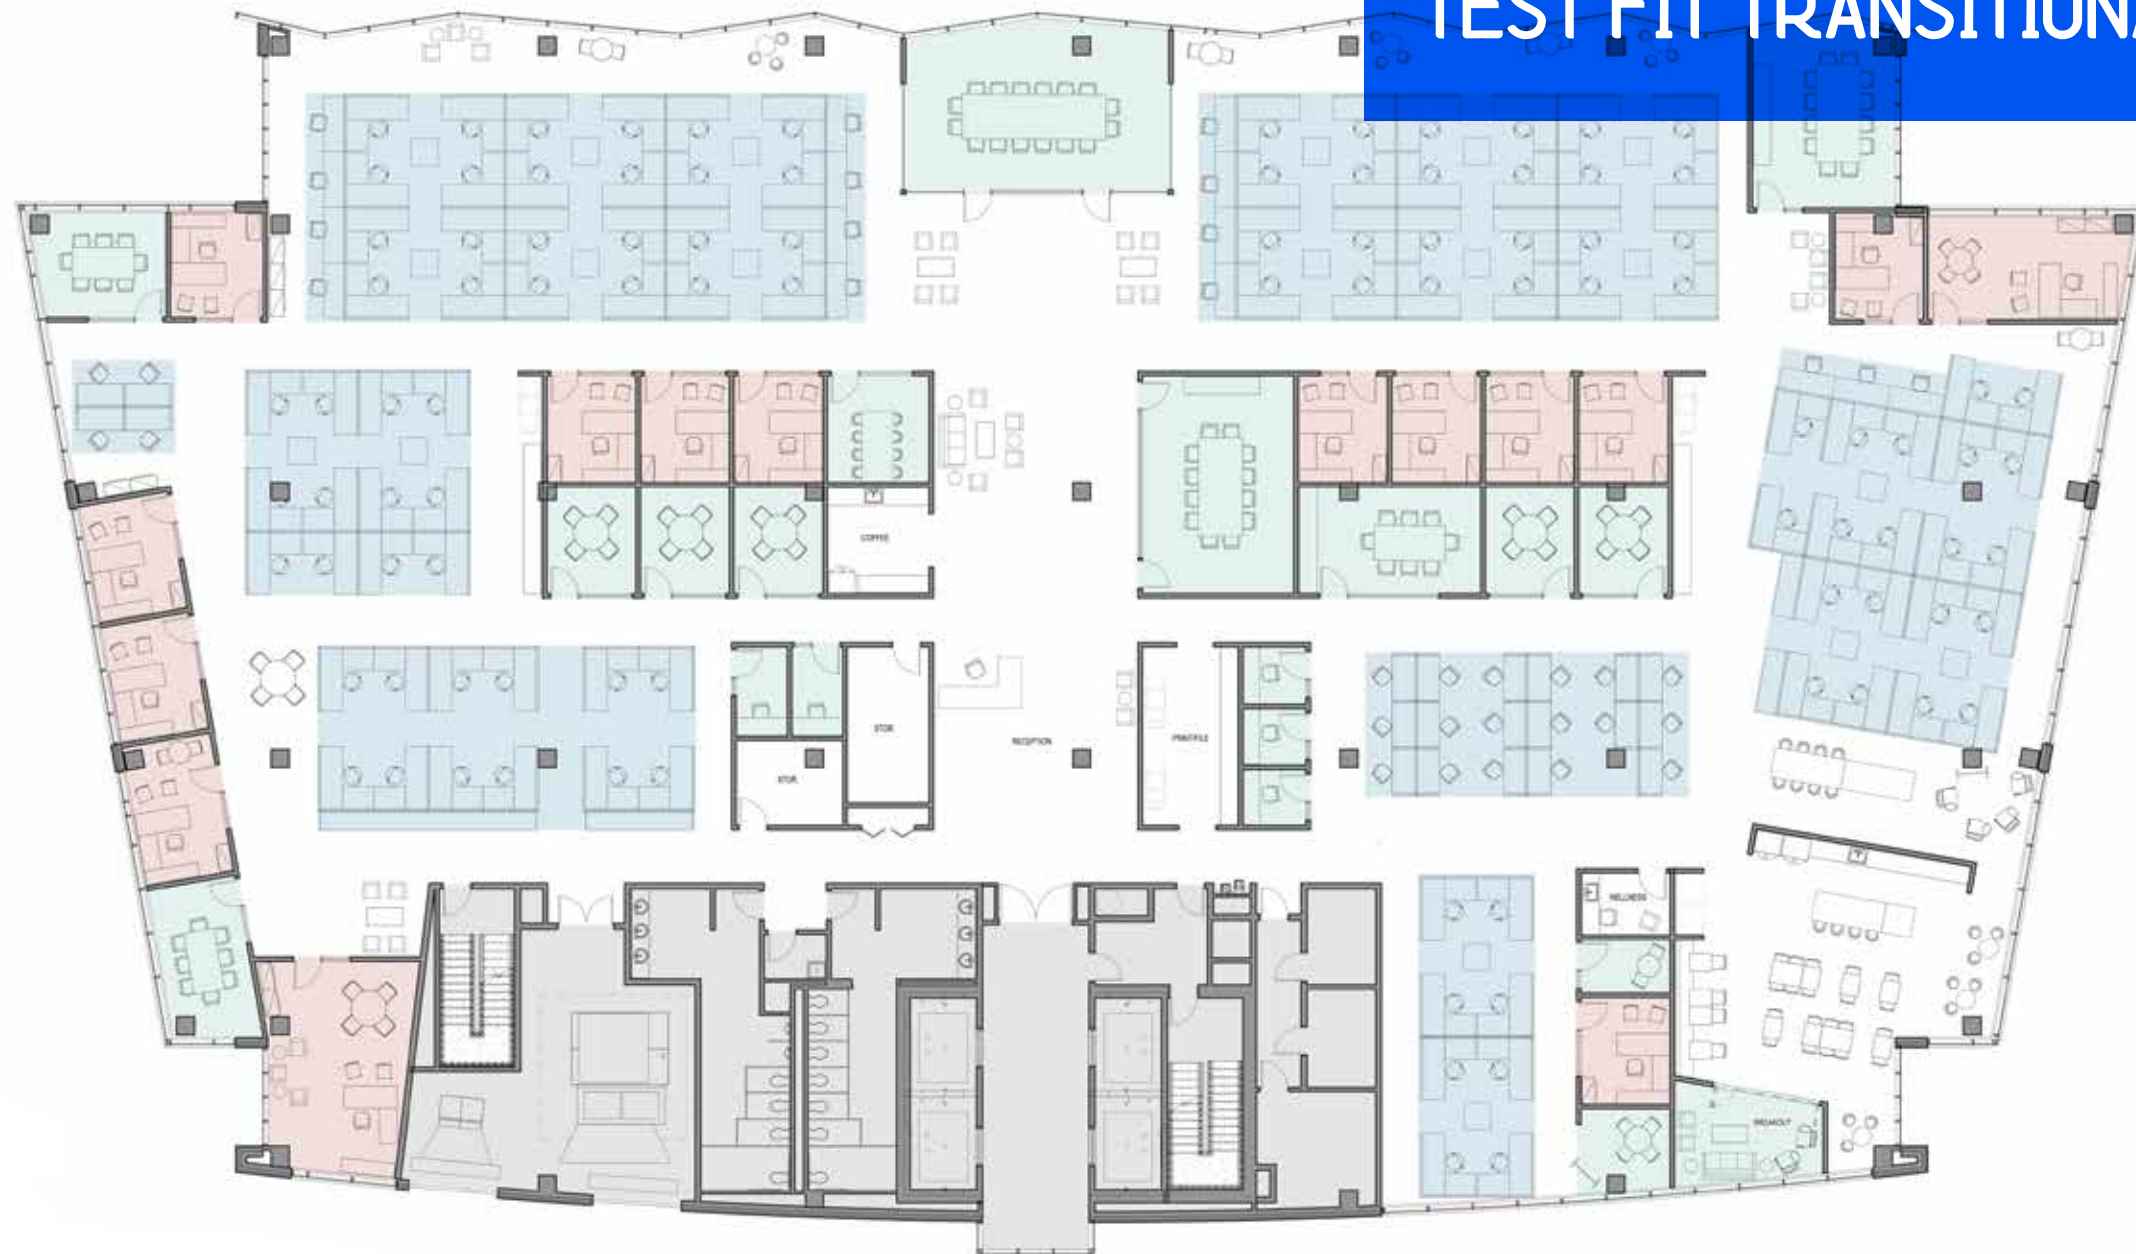 TEST FIT TRANSITIONA
COFFEE
STOR
RECEPTION
PRINT/FILE
STOR
WELLNESS
BREAKOUT